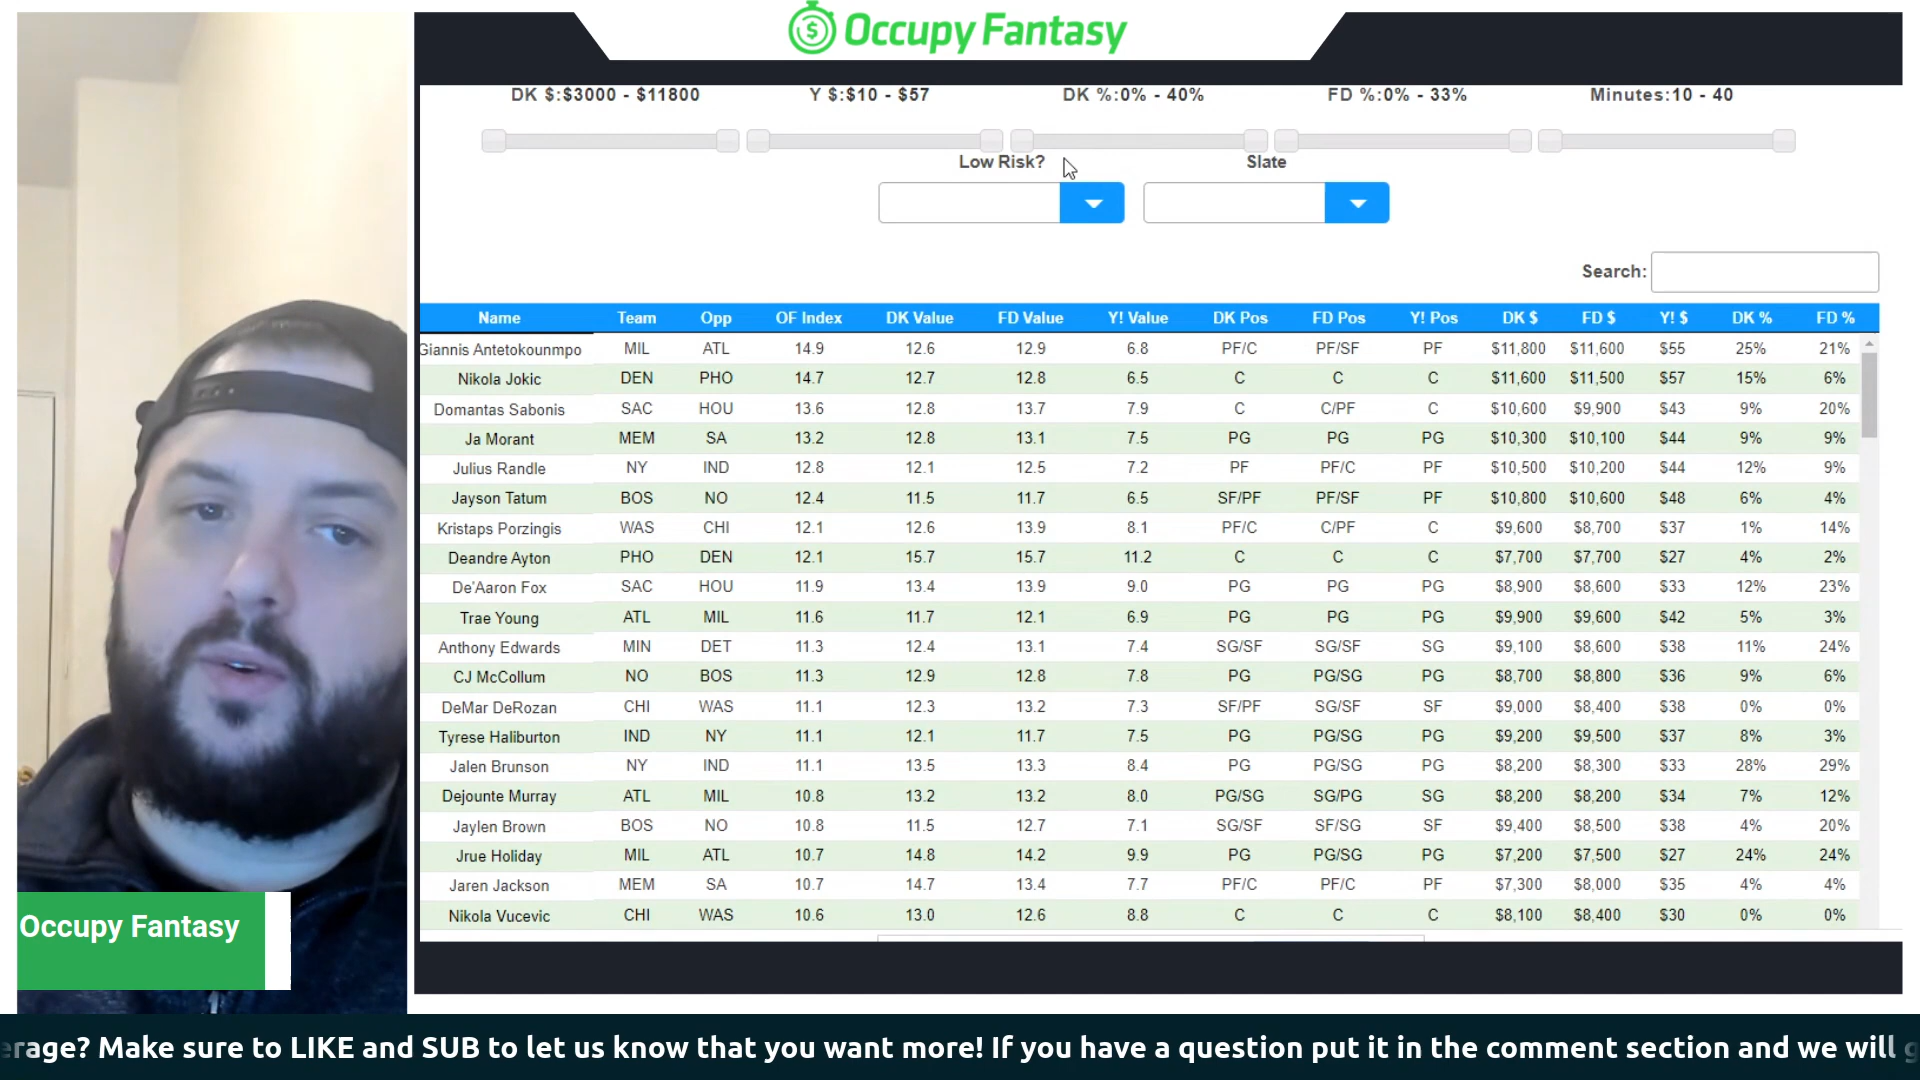 Occupy Fantasy
DK $:$3000 - $11800 Y $:$10 - $57 DK %:0% - 40% FD %:0% - 33% Minutes:10 - 40
Low Risk? Slate
Search:
Name Team Opp OF Index DK Value FD Value Y! Value DK Pos FD Pos Y! Pos DK $ FD $ Y! $ DK % FD %
Giannis Antetokounmpo MIL ATL 14.9 12.6 12.9 6.8 PF/C PF/SF PF $11,800 $11,600 $55 25% 21%
Nikola Jokic DEN PHO 14.7 12.7 12.8 6.5 C C C $11,600 $11,500 $57 15% 6%
Domantas Sabonis SAC HOU 13.6 12.8 13.7 7.9 C C/PF C $10,600 $9,900 $43 9% 20%
Ja Morant MEM SA 13.2 12.8 13.1 7.5 PG PG PG $10,300 $10,100 $44 9% 9%
Julius Randle NY IND 12.8 12.1 12.5 7.2 PF PF/C PF $10,500 $10,200 $44 12% 9%
Jayson Tatum BOS NO 12.4 11.5 11.7 6.5 SF/PF PF/SF PF $10,800 $10,600 $48 6% 4%
Kristaps Porzingis WAS CHI 12.1 12.6 13.9 8.1 PF/C C/PF C $9,600 $8,700 $37 1% 14%
Deandre Ayton PHO DEN 12.1 15.7 15.7 11.2 C C C $7,700 $7,700 $27 4% 2%
De'Aaron Fox SAC HOU 11.9 13.4 13.9 9.0 PG PG PG $8,900 $8,600 $33 12% 23%
Trae Young ATL MIL 11.6 11.7 12.1 6.9 PG PG PG $9,900 $9,600 $42 5% 3%
Anthony Edwards MIN DET 11.3 12.4 13.1 7.4 SG/SF SG/SF SG $9,100 $8,600 $38 11% 24%
CJ McCollum NO BOS 11.3 12.9 12.8 7.8 PG PG/SG PG $8,700 $8,800 $36 9% 6%
DeMar DeRozan CHI WAS 11.1 12.3 13.2 7.3 SF/PF SG/SF SF $9,000 $8,400 $38 0% 0%
Tyrese Haliburton IND NY 11.1 12.1 11.7 7.5 PG PG/SG PG $9,200 $9,500 $37 8% 3%
Jalen Brunson NY IND 11.1 13.5 13.3 8.4 PG PG/SG PG $8,200 $8,300 $33 28% 29%
Dejounte Murray ATL MIL 10.8 13.2 13.2 8.0 PG/SG SG/PG SG $8,200 $8,200 $34 7% 12%
Jaylen Brown BOS NO 10.8 11.5 12.7 7.1 SG/SF SF/SG SF $9,400 $8,500 $38 4% 20%
Jrue Holiday MIL ATL 10.7 14.8 14.2 9.9 PG PG/SG PG $7,200 $7,500 $27 24% 24%
Jaren Jackson MEM SA 10.7 14.7 13.4 7.7 PF/C PF/C PF $7,300 $8,000 $35 4% 4%
Nikola Vucevic CHI WAS 10.6 13.0 12.6 8.8 C C C $8,100 $8,400 $30 0% 0%
Occupy Fantasy
erage? Make sure to LIKE and SUB to let us know that you want more! If you have a question put it in the comment section and we will g